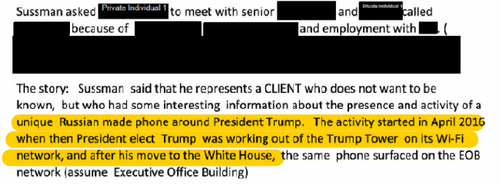 Sussman asked Private Individual 1 to meet with senior and Private Individual 1 called
because of and employment with . (
The story: Sussman said that he represents a CLIENT who does not want to be
known, but who had some interesting information about the presence and activity of a
unique Russian made phone around President Trump. The activity started in April 2016
when then President elect Trump was working out of the Trump Tower on its Wi-Fi
network, and after his move to the White House, the same phone surfaced on the EOB
network (assume Executive Office Building)